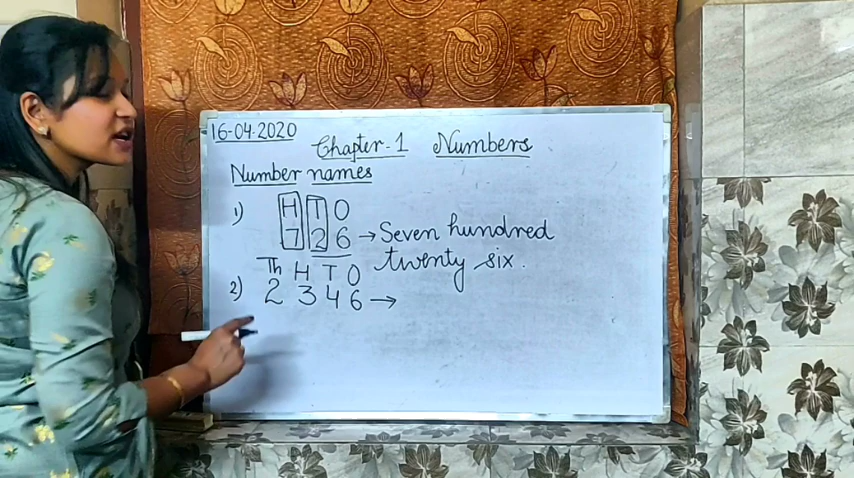 16-04-2020
Chapter-1 Numbers
Number names
1) H T O
7 2 6 → Seven hundred
twenty six.
Th H T O
2) 2 3 4 6 →